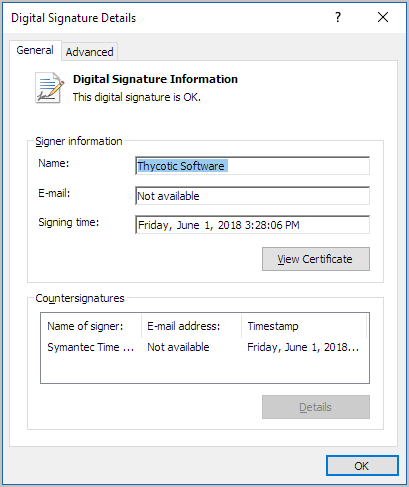 Digital Signature Details ? ×
General Advanced
Digital Signature Information
This digital signature is OK.
Signer information
Name: Thycotic Software
E-mail: Not available
Signing time: Friday, June 1, 2018 3:28:06 PM
View Certificate
Countersignatures
Name of signer: E-mail address: Timestamp
Symantec Time ... Not available Friday, June 1, 2018...
Details
OK